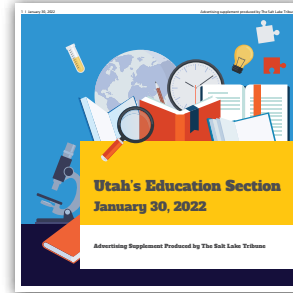 1 | January 30, 2022
Advertising supplement produced by The Salt Lake Tribune
Utah's Education Section
January 30, 2022
Advertising Supplement Produced by The Salt Lake Tribune